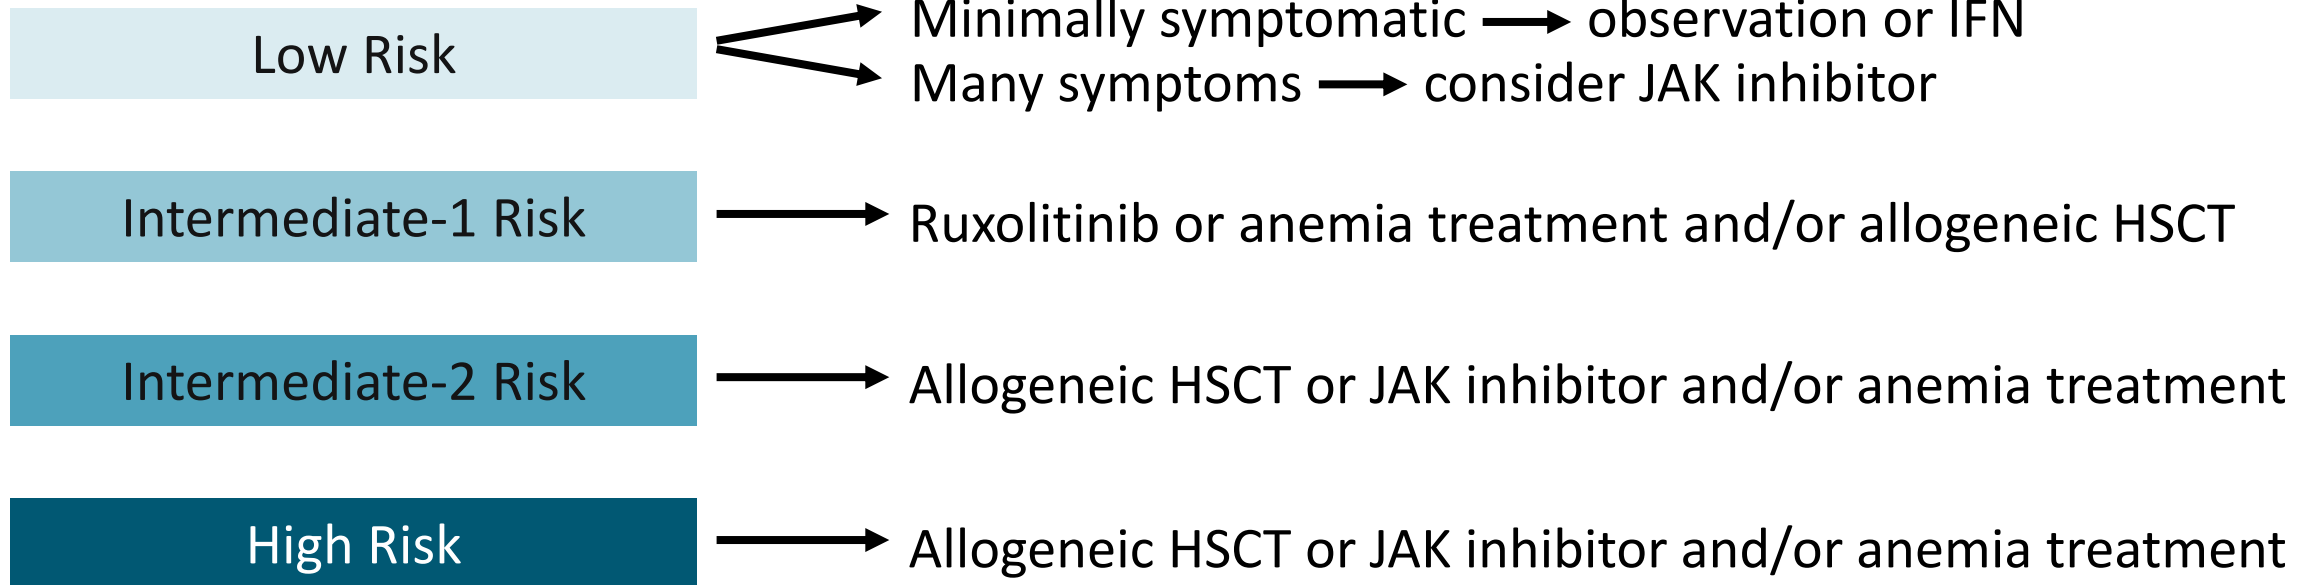 Low Risk
Minimally symptomatic → observation or IFN
Many symptoms → consider JAK inhibitor
Intermediate-1 Risk
Ruxolitinib or anemia treatment and/or allogeneic HSCT
Intermediate-2 Risk
Allogeneic HSCT or JAK inhibitor and/or anemia treatment
High Risk
Allogeneic HSCT or JAK inhibitor and/or anemia treatment